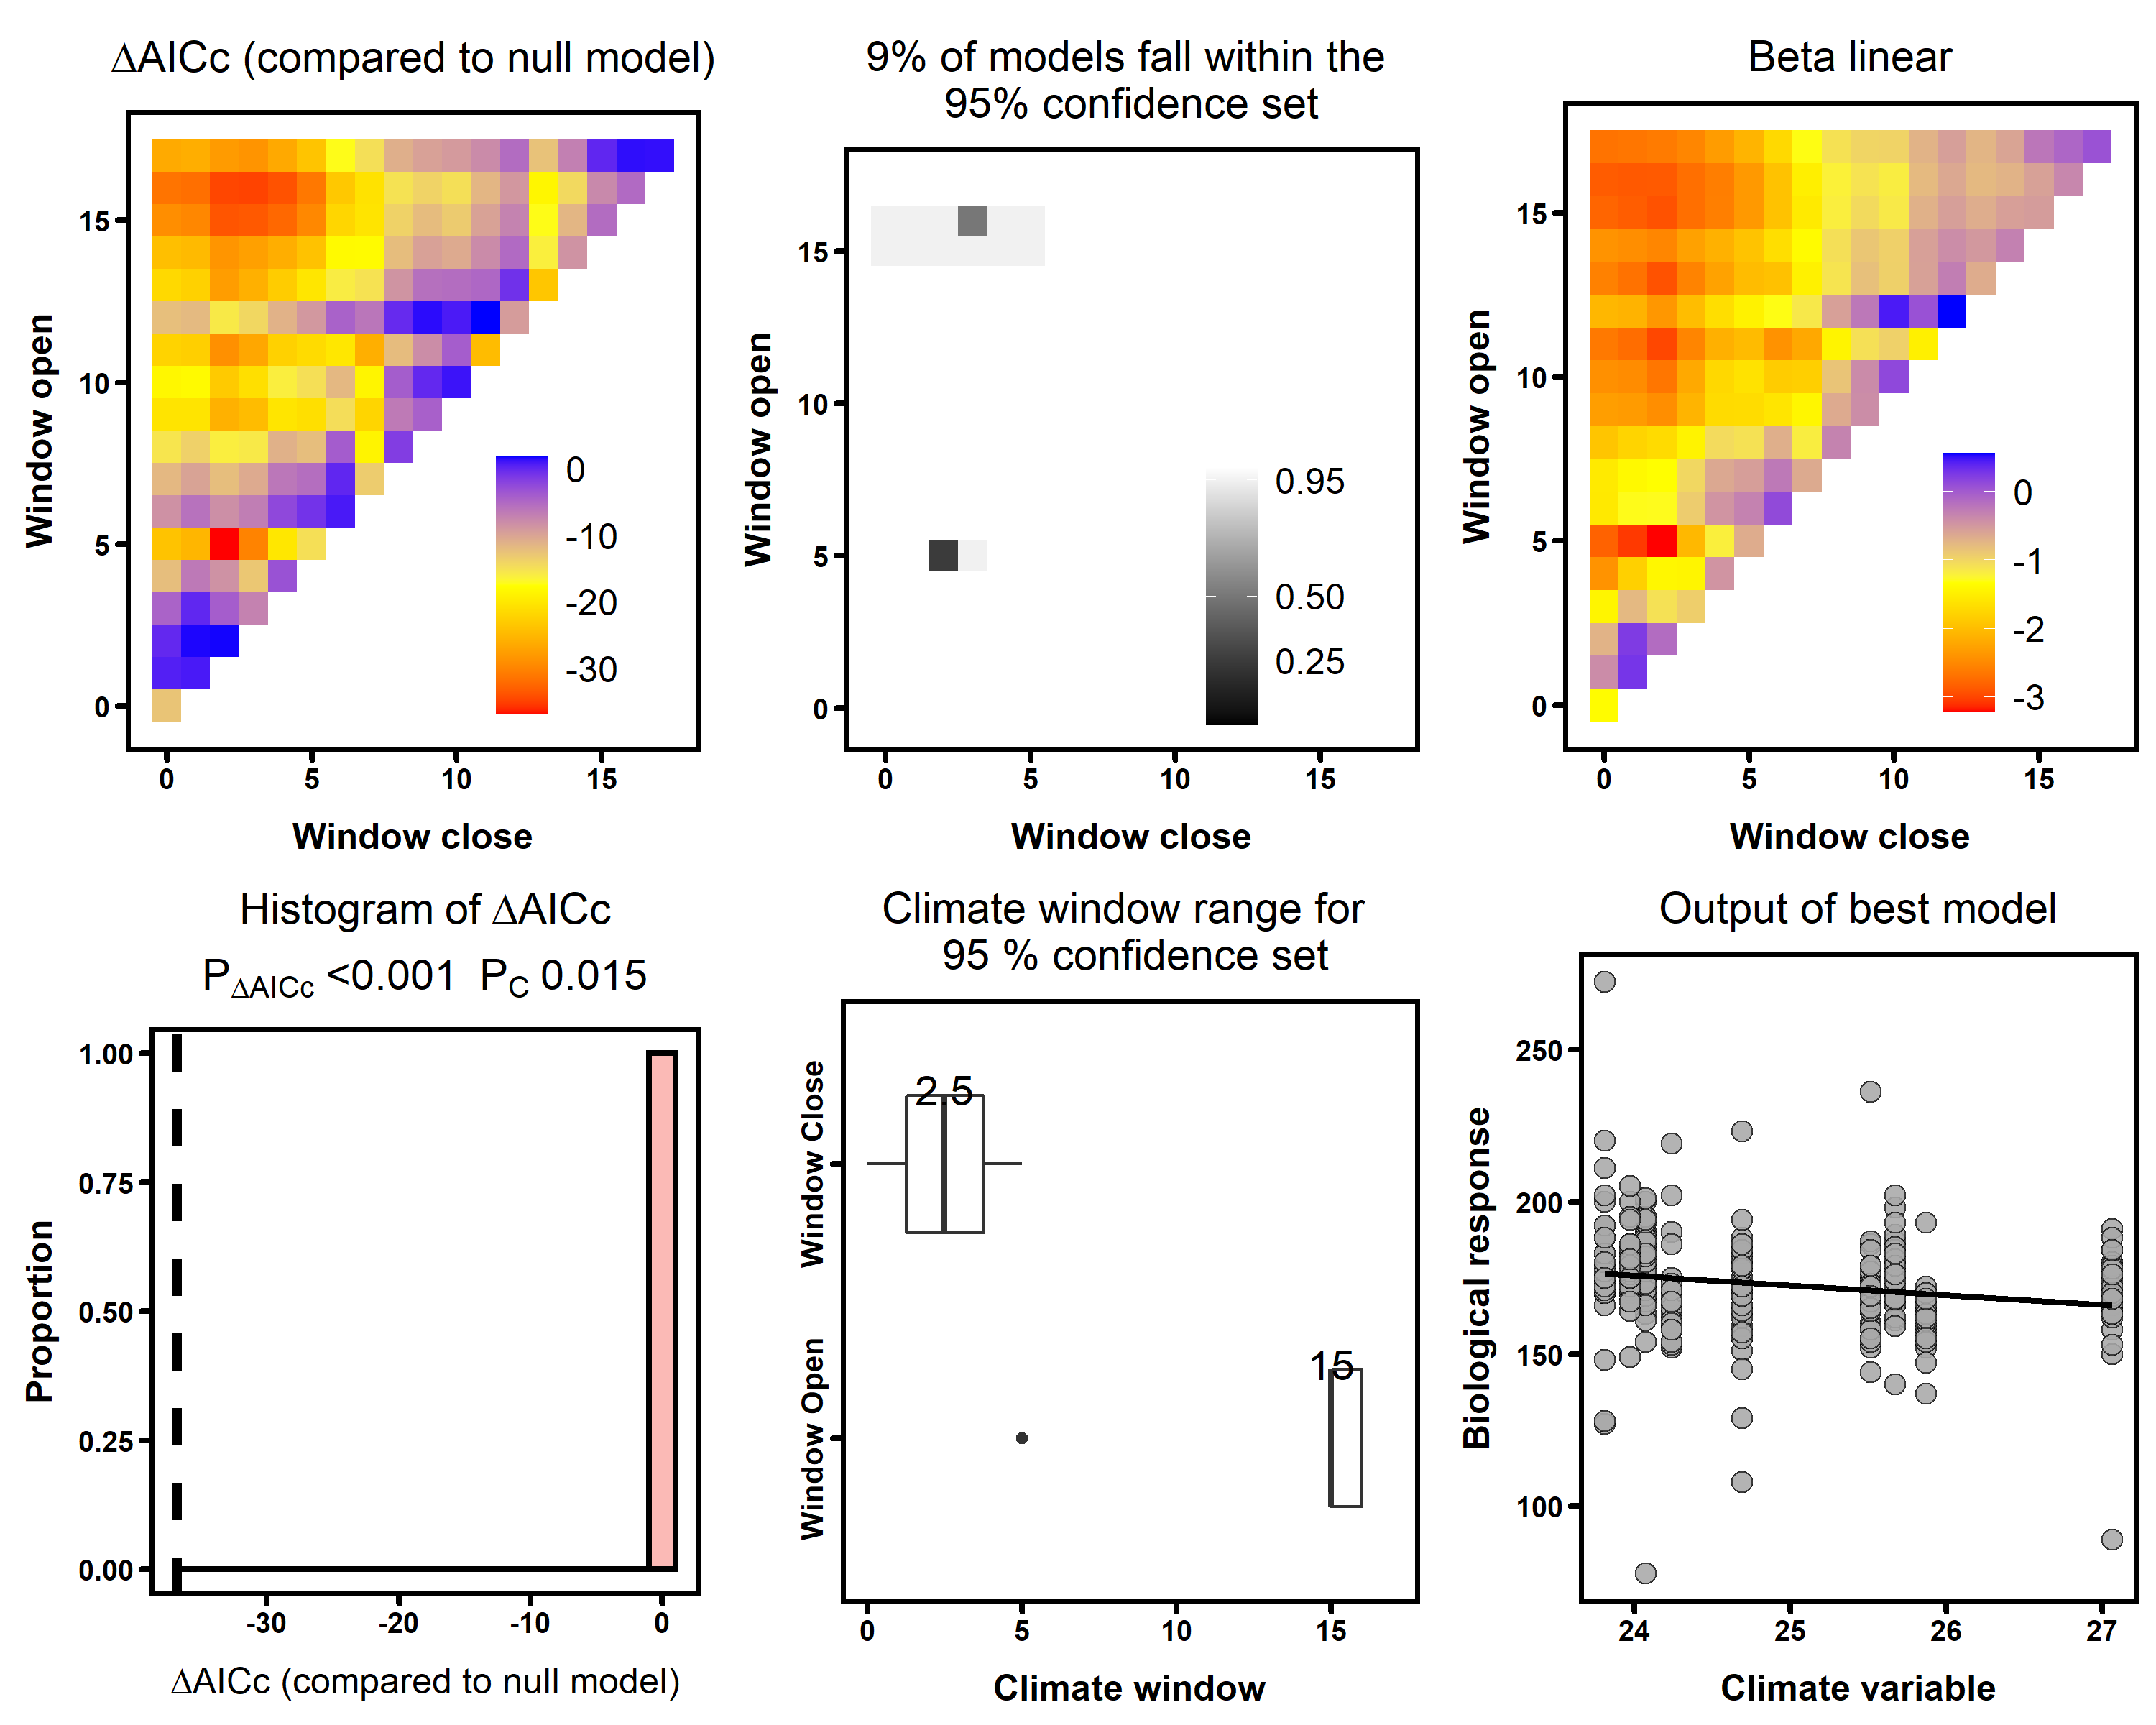 ΔAICc (compared to null model)
Window open
15
10
5
0
0
-10
-20
-30
0 5 10 15
Window close
9% of models fall within the
95% confidence set
Window open
15
10
5
0
0.95
0.50
0.25
0 5 10 15
Window close
Beta linear
Window open
15
10
5
0
0
-1
-2
-3
0 5 10 15
Window close
Histogram of ΔAICc
PΔAICc <0.001 PC 0.015
Proportion
1.00
0.75
0.50
0.25
0.00
-30 -20 -10 0
ΔAICc (compared to null model)
Climate window range for
95 % confidence set
Window Close
2.5
Window Open
15
0 5 10 15
Climate window
Output of best model
Biological response
250
200
150
100
24 25 26 27
Climate variable